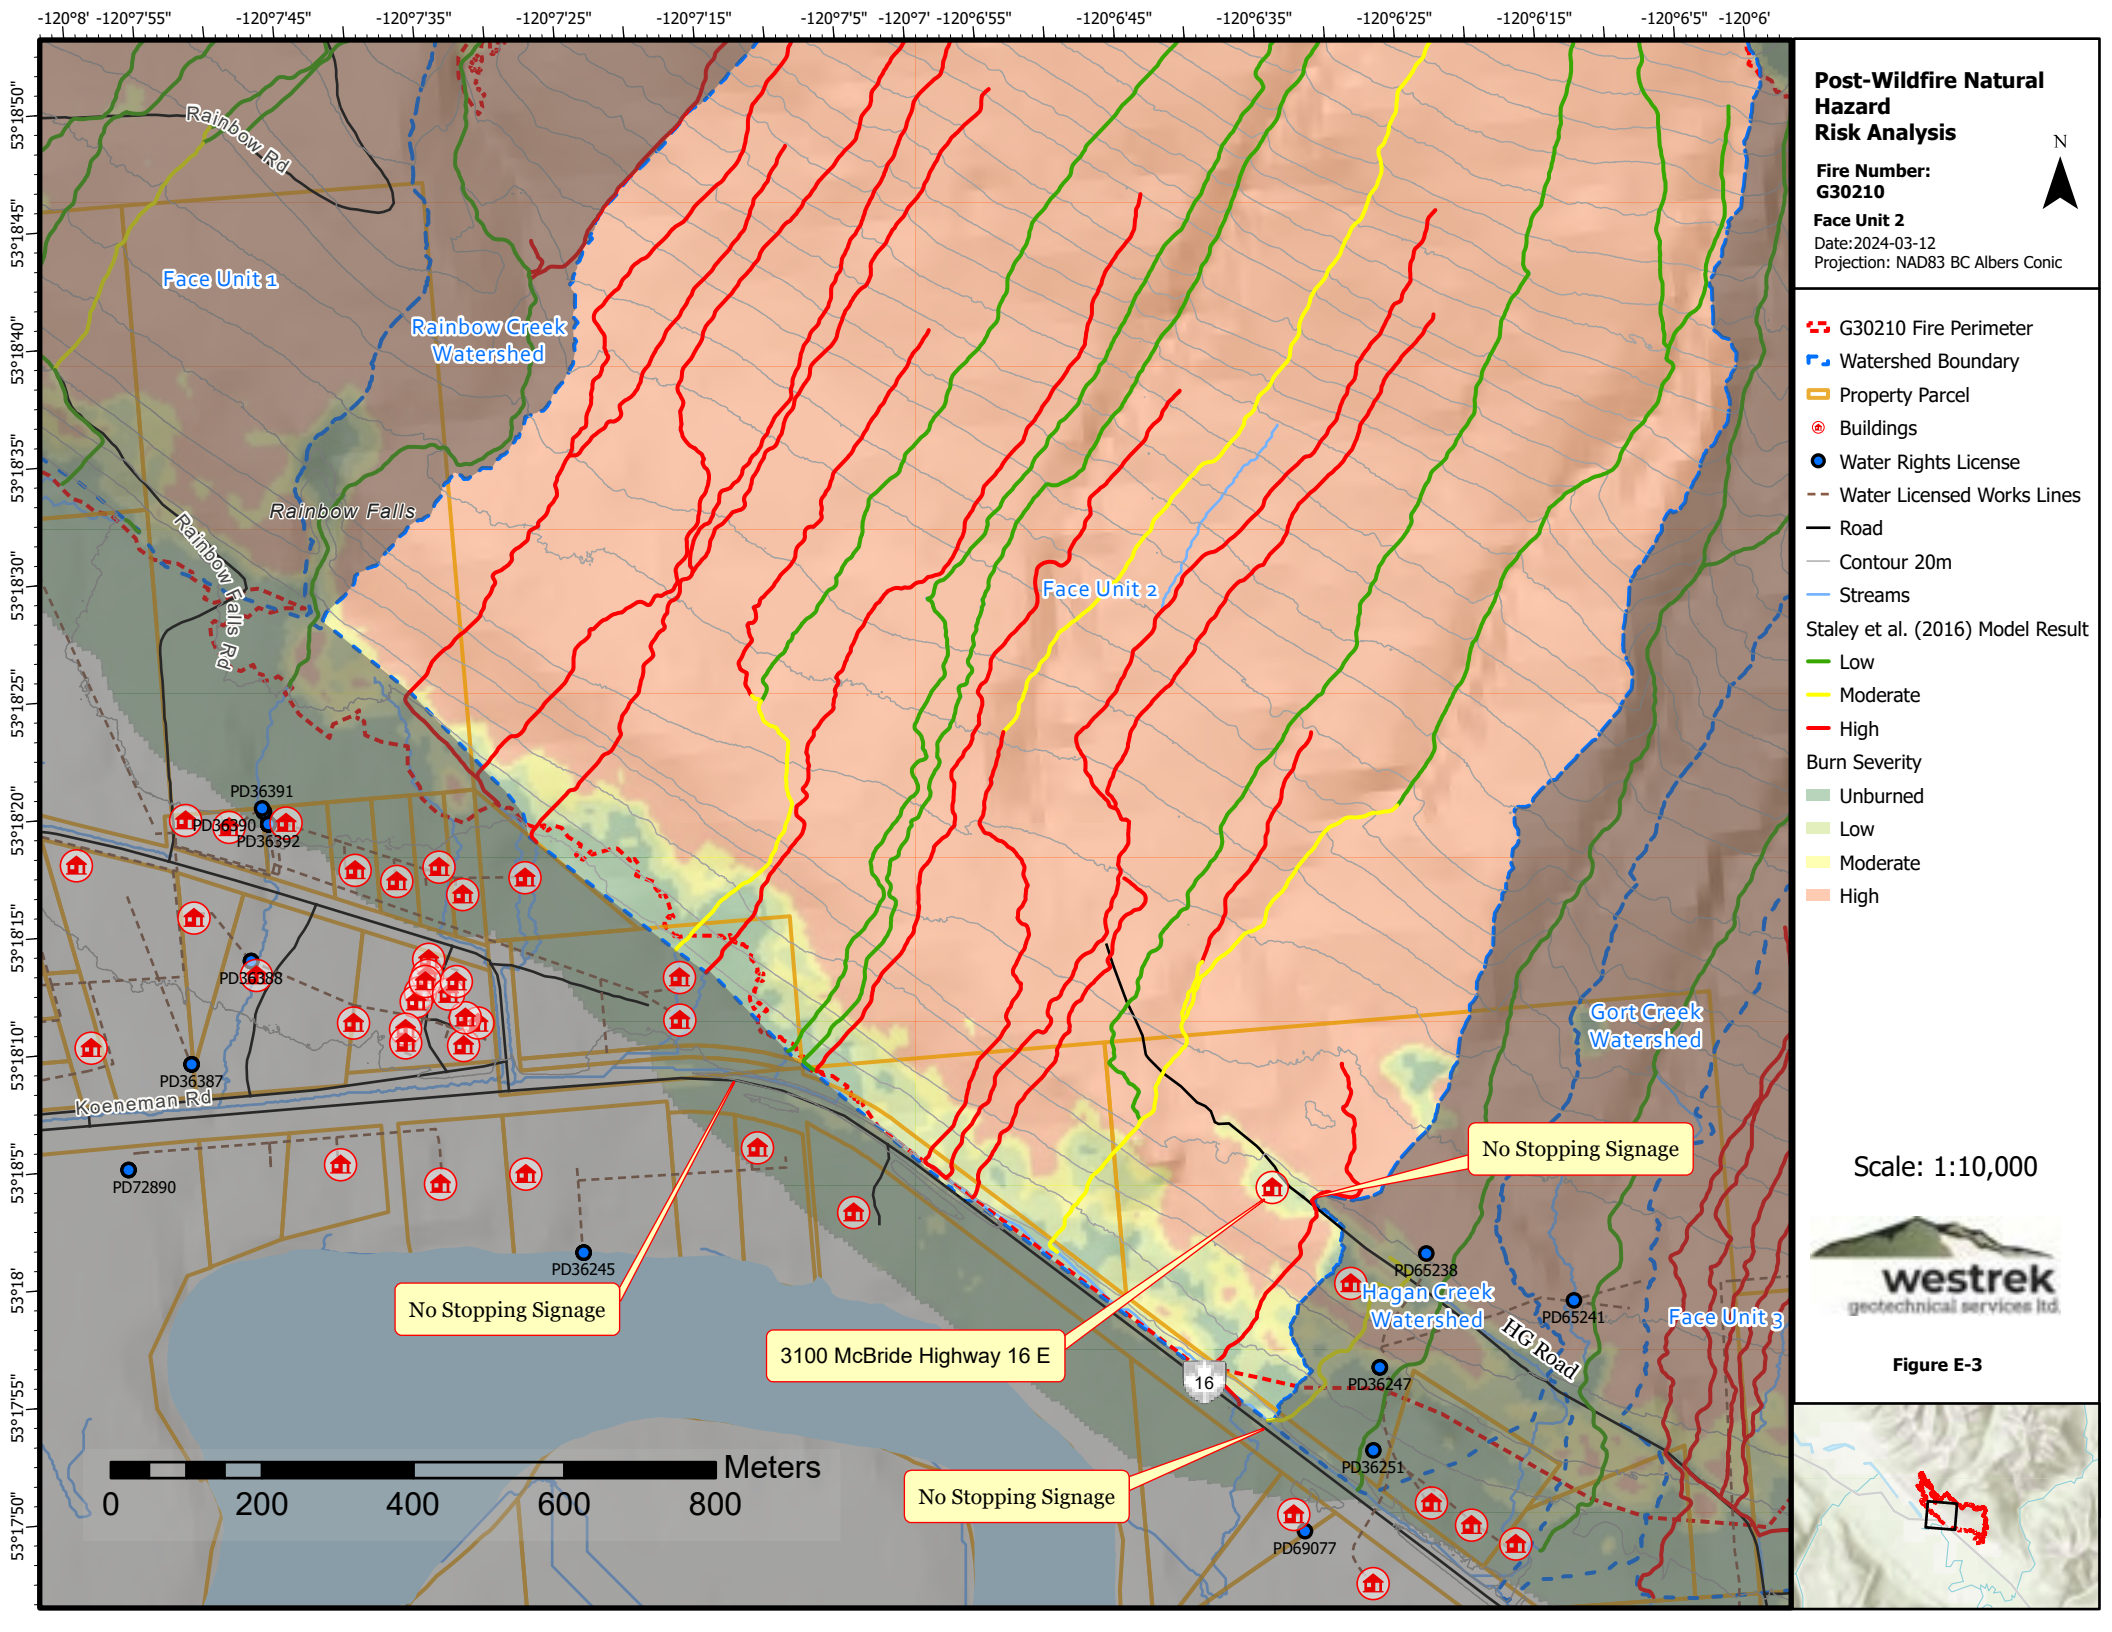 -120°8' -120°7'55" -120°7'45" -120°7'35" -120°7'25" -120°7'15" -120°7'5" -120°7' -120°6'55" -120°6'45" -120°6'35" -120°6'25" -120°6'15" -120°6'5" -120°6'
53°18'50"
53°18'45"
53°18'40"
53°18'35"
53°18'30"
53°18'25"
53°18'20"
53°18'15"
53°18'10"
53°18'5"
53°18'
53°17'55"
53°17'50"
Rainbow Rd
Face Unit 1
Rainbow Creek
Watershed
Rainbow Falls
Rainbow Falls Rd
Face Unit 2
PD36391
PD36390
PD36392
PD36388
PD36387
Koeneman Rd
PD72890
PD36245
Gort Creek
Watershed
No Stopping Signage
No Stopping Signage
3100 McBride Highway 16 E
No Stopping Signage
16
PD65238
Hagan Creek
Watershed
PD65241
HG Road
Face Unit 3
PD36247
PD36251
PD69077
Meters
0 200 400 600 800
Post-Wildfire Natural
Hazard
Risk Analysis
Fire Number:
G30210
Face Unit 2
Date:2024-03-12
Projection: NAD83 BC Albers Conic
N
G30210 Fire Perimeter
Watershed Boundary
Property Parcel
Buildings
Water Rights License
Water Licensed Works Lines
Road
Contour 20m
Streams
Staley et al. (2016) Model Result
Low
Moderate
High
Burn Severity
Unburned
Low
Moderate
High
Scale: 1:10,000
westrek
geotechnical services ltd.
Figure E-3